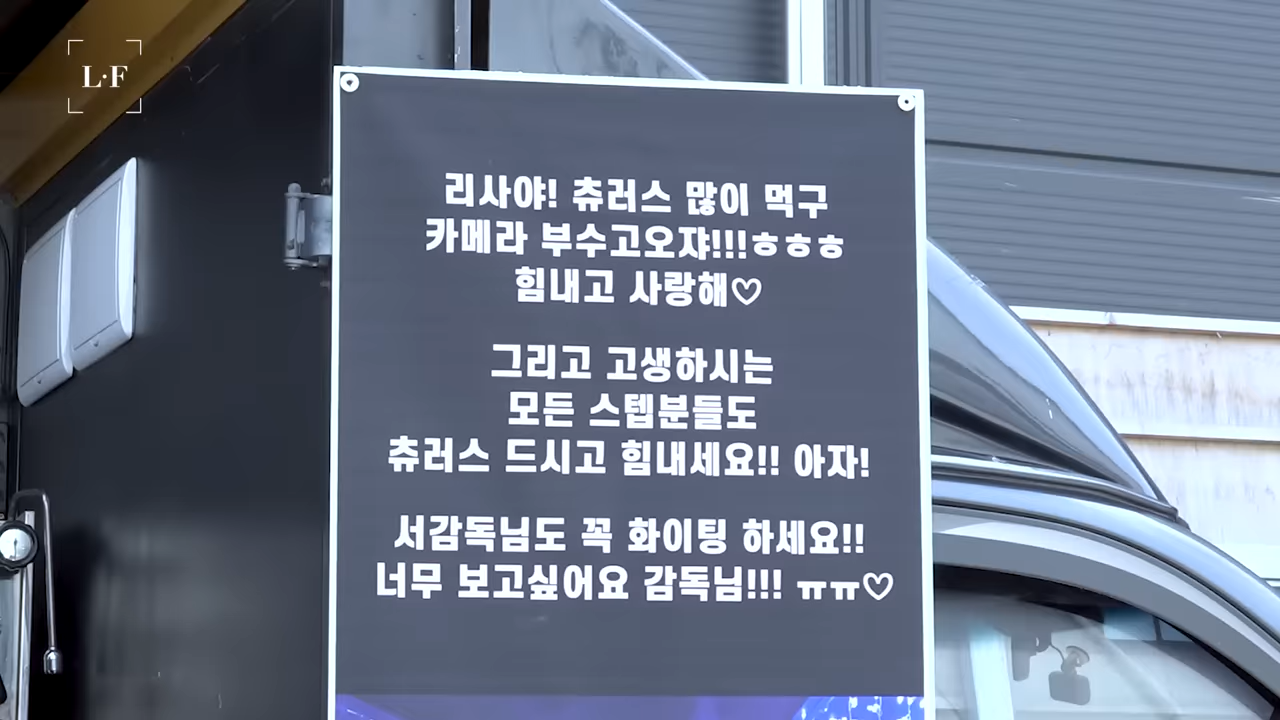 L·F
리사야! 츄러스 많이 먹구
카메라 부수고오쟈!!!ㅎㅎㅎ
힘내고 사랑해♡
그리고 고생하시는
모든 스텝분들도
츄러스 드시고 힘내세요!! 아자!
서감독님도 꼭 화이팅 하세요!!
너무 보고싶어요 감독님!!! ㅠㅠ♡